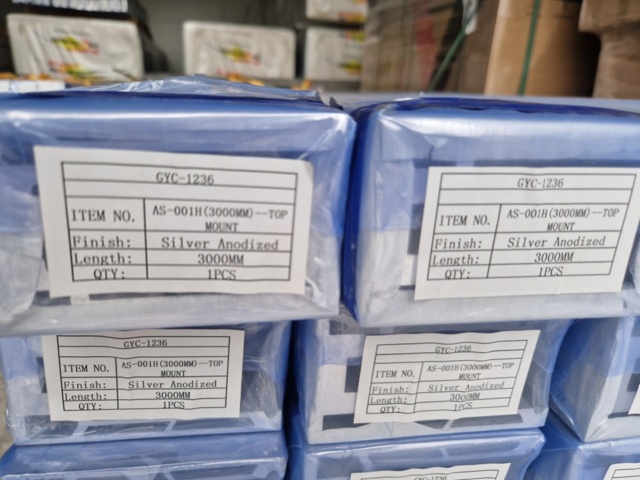 GYC-1236
ITEM NO. AS-001H(3000MM)--TOP MOUNT
Finish: Silver Anodized
Length: 3000MM
QTY: 1PCS
GYC-1236
ITEM NO. AS-001H(3000MM)--TOP MOUNT
Finish: Silver Anodized
Length: 3000MM
QTY: 1PCS
GYC-1236
ITEM NO. AS-001H(3000MM)--TOP MOUNT
Finish: Silver Anodized
Length: 3000MM
QTY: 1PCS
GYC-1236
ITEM NO. AS-001H(3000MM)--TOP MOUNT
Finish: Silver Anodized
Length: 3000MM
QTY: 1PCS
GYC-1236